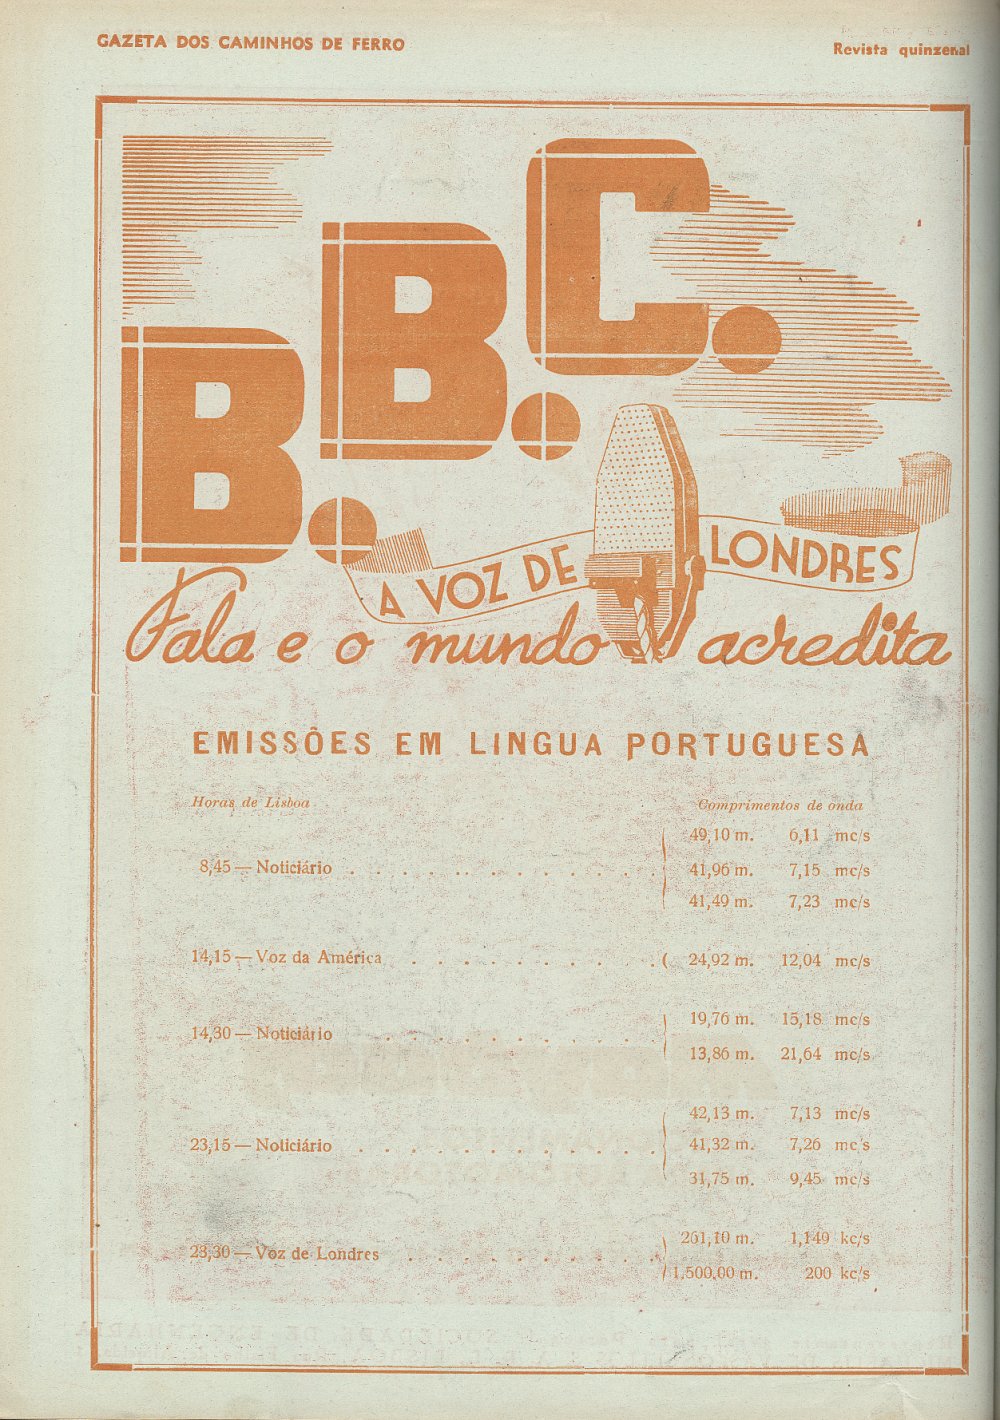 GAZETA DOS CAMINHOS DE FERRO
Revista quinzenal
B.B.C.
A VOZ DE LONDRES
Fala e o mundo acredita
EMISSÕES EM LINGUA PORTUGUESA
Horas de Lisboa Comprimentos de onda
49,10 m. 6,11 mc/s
8,45 — Noticiário . . . . . . . . . . . . . 41,96 m. 7,15 mc/s
41,49 m. 7,23 mc/s
14,15 — Voz da América . . . . . . . . . . ( 24,92 m. 12,04 mc/s
19,76 m. 15,18 mc/s
14,30 — Noticiário . . . . . . . . . . . .
13,86 m. 21,64 mc/s
42,13 m. 7,13 mc/s
23,15 — Noticiário . . . . . . . . . . . . . 41,32 m. 7,26 mc/s
31,75 m. 9,45 mc/s
261,10 m. 1,149 kc/s
23,30 — Voz de Londres . . . . . . . . . . .
1.500,00 m. 200 kc/s